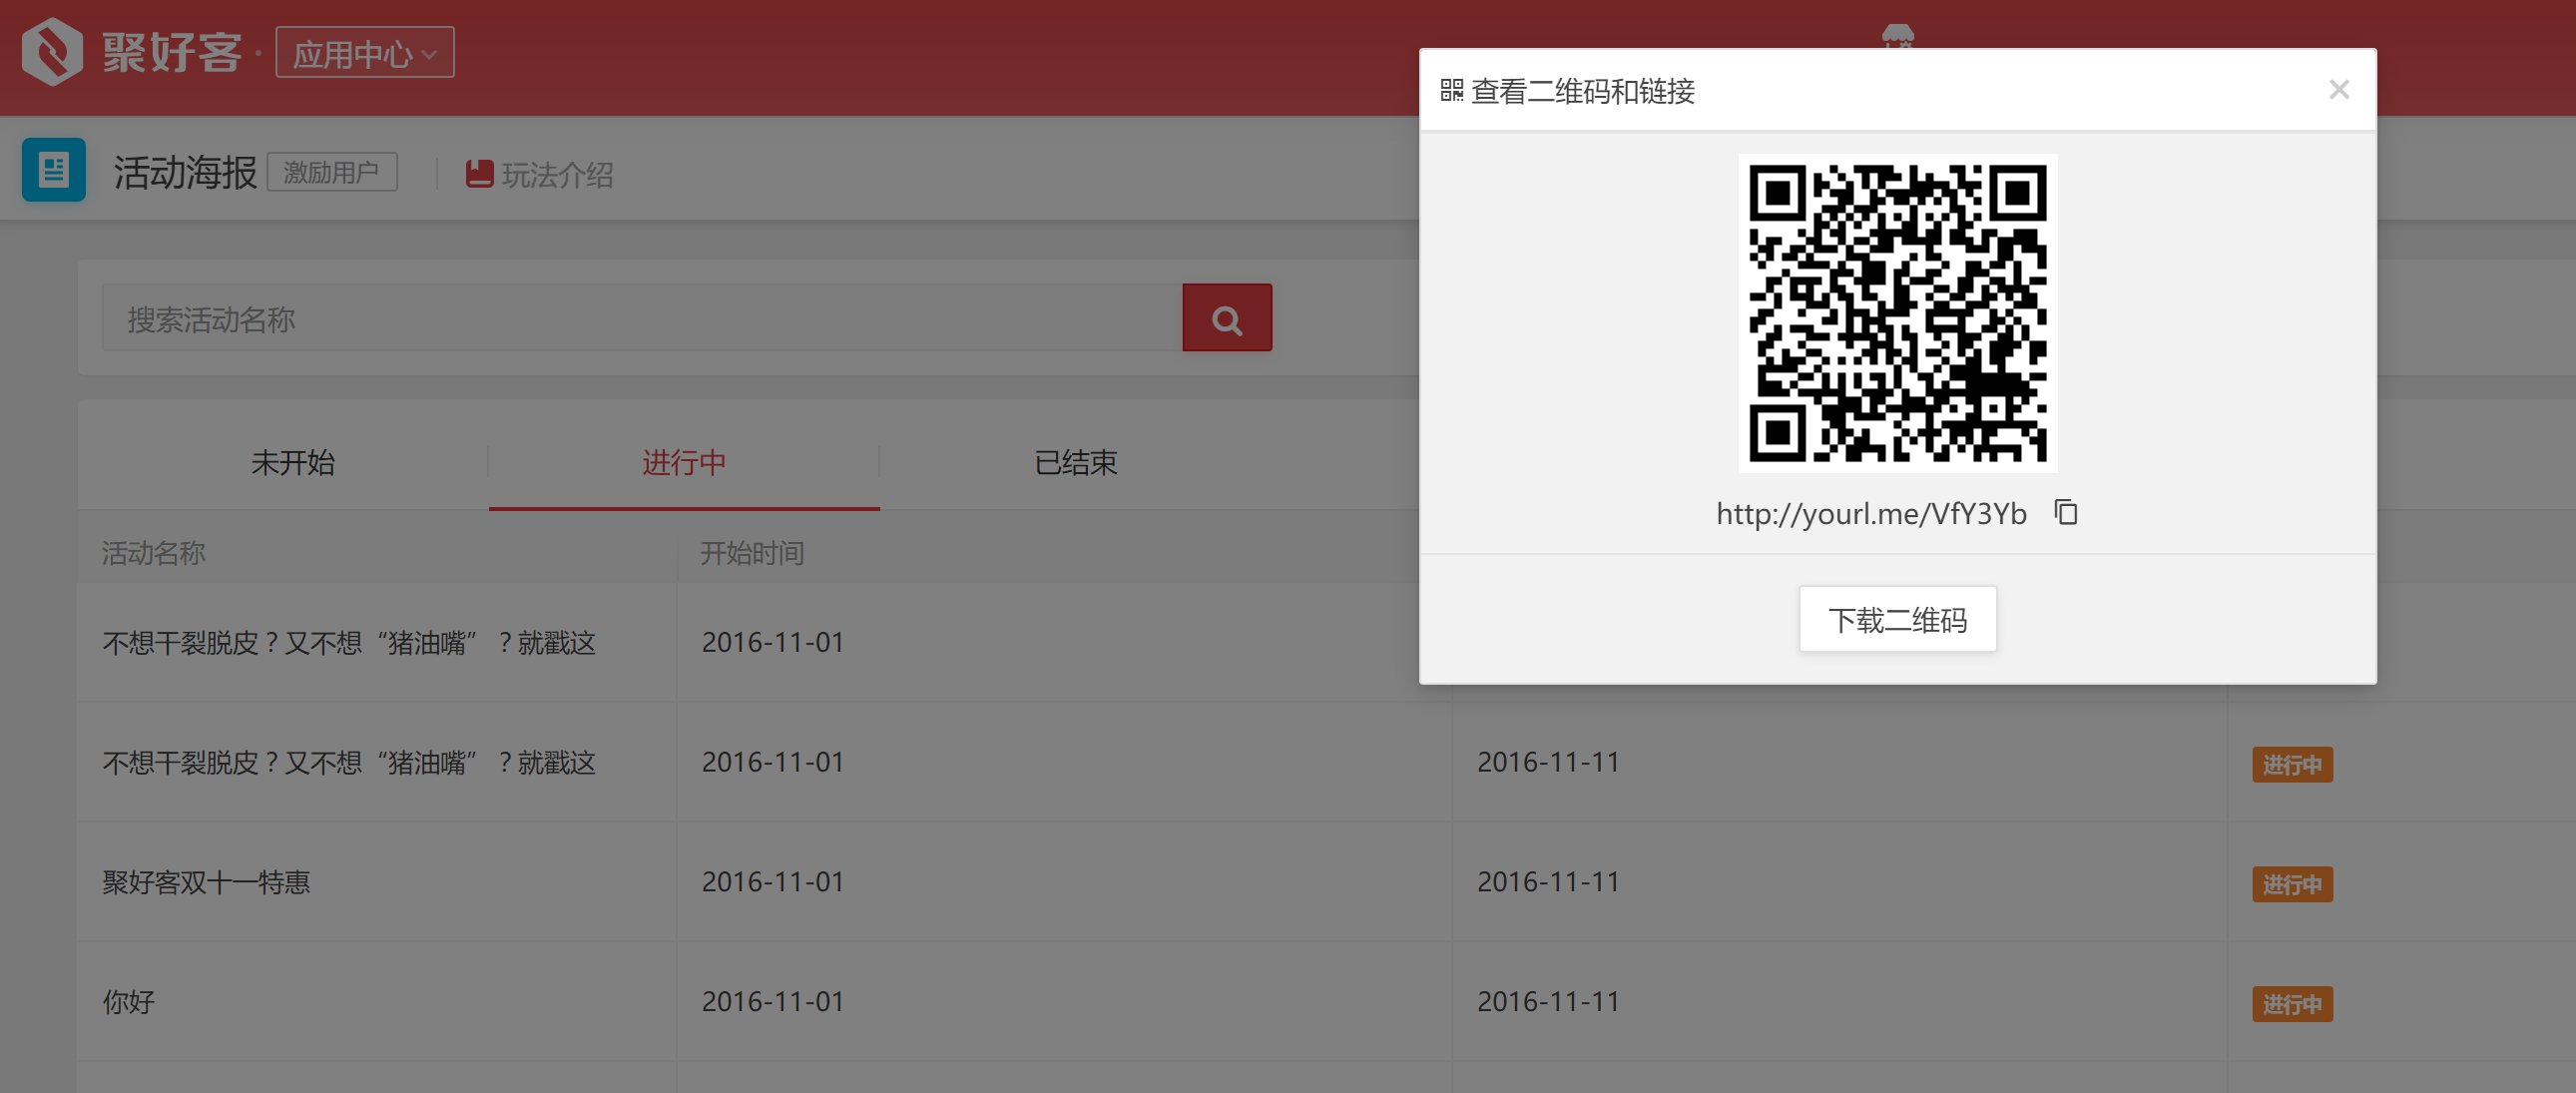 聚好客 · 应用中心
活动海报 激励用户 玩法介绍
搜索活动名称
未开始 进行中 已结束
活动名称 开始时间
不想干裂脱皮？又不想“猪油嘴”？就戳这 2016-11-01
不想干裂脱皮？又不想“猪油嘴”？就戳这 2016-11-01 2016-11-11 进行中
聚好客双十一特惠 2016-11-01 2016-11-11 进行中
你好 2016-11-01 2016-11-11 进行中
查看二维码和链接
http://yourl.me/VfY3Yb
下载二维码